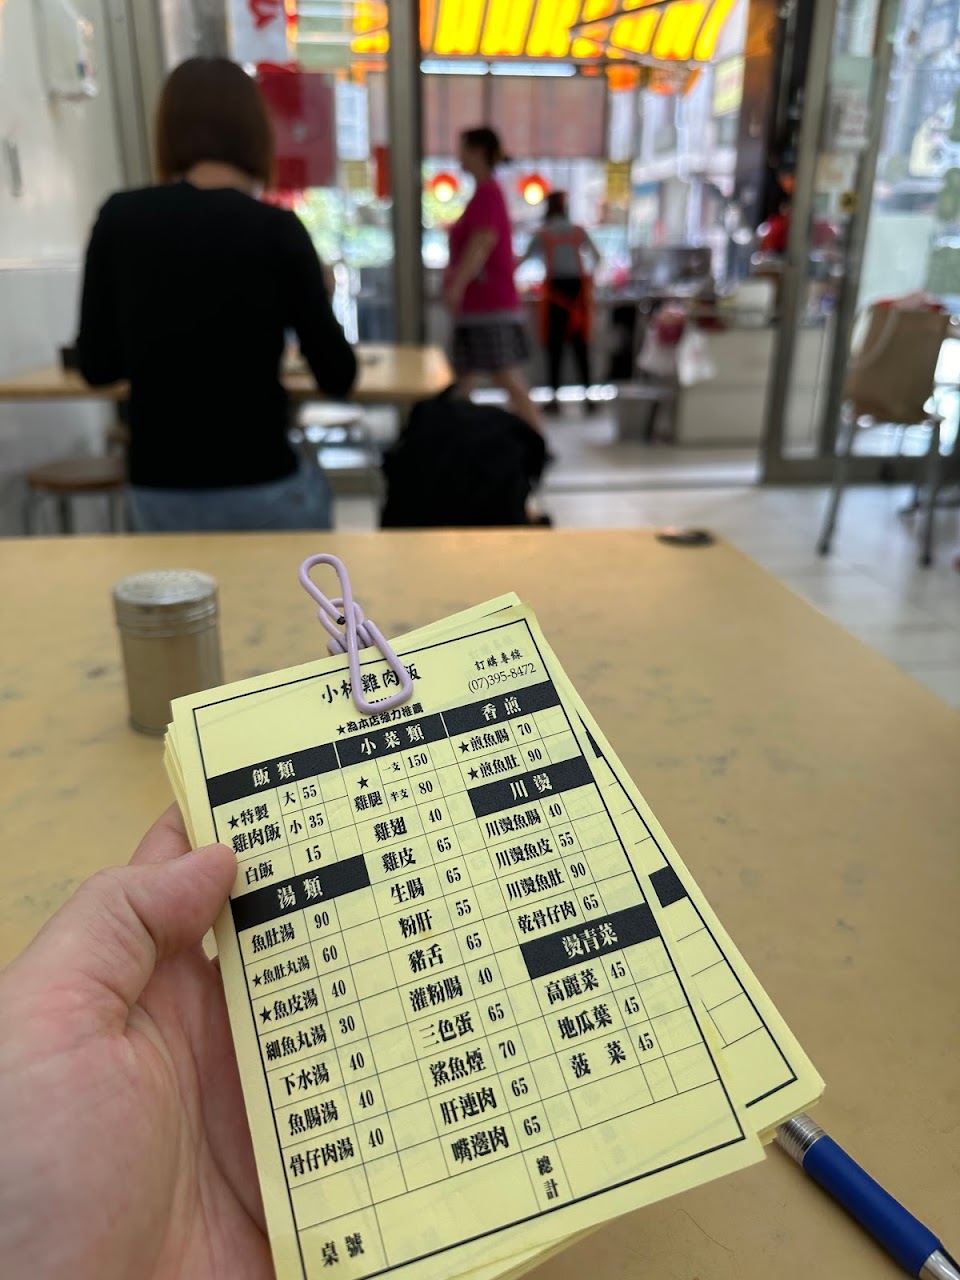 小林雞肉飯
訂購專線
(07)395-8472
★為本店強力推薦
飯類
★特製雞肉飯 大 55
小 35
白飯 15
湯類
魚肚湯 90
★魚肚丸湯 60
★魚皮湯 40
細魚丸湯 30
下水湯 40
魚腸湯 40
骨仔肉湯 40
桌號
小菜類
★雞腿 一支 150
半支 80
雞翅 40
雞皮 65
生腸 65
粉肝 55
豬舌 65
灌粉腸 40
三色蛋 65
鯊魚煙 70
肝連肉 65
嘴邊肉 65
總計
香煎
★煎魚腸 70
★煎魚肚 90
川燙
川燙魚腸 40
川燙魚皮 55
川燙魚肚 90
乾骨仔肉 65
燙青菜
高麗菜 45
地瓜葉 45
菠菜 45